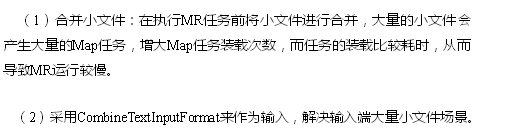 （1）合并小文件：在执行MR任务前将小文件进行合并，大量的小文件会
产生大量的Map任务，增大Map任务装载次数，而任务的装载比较耗时，从而
导致MR运行较慢。
（2）采用CombineTextInputFormat来作为输入，解决输入端大量小文件场景。